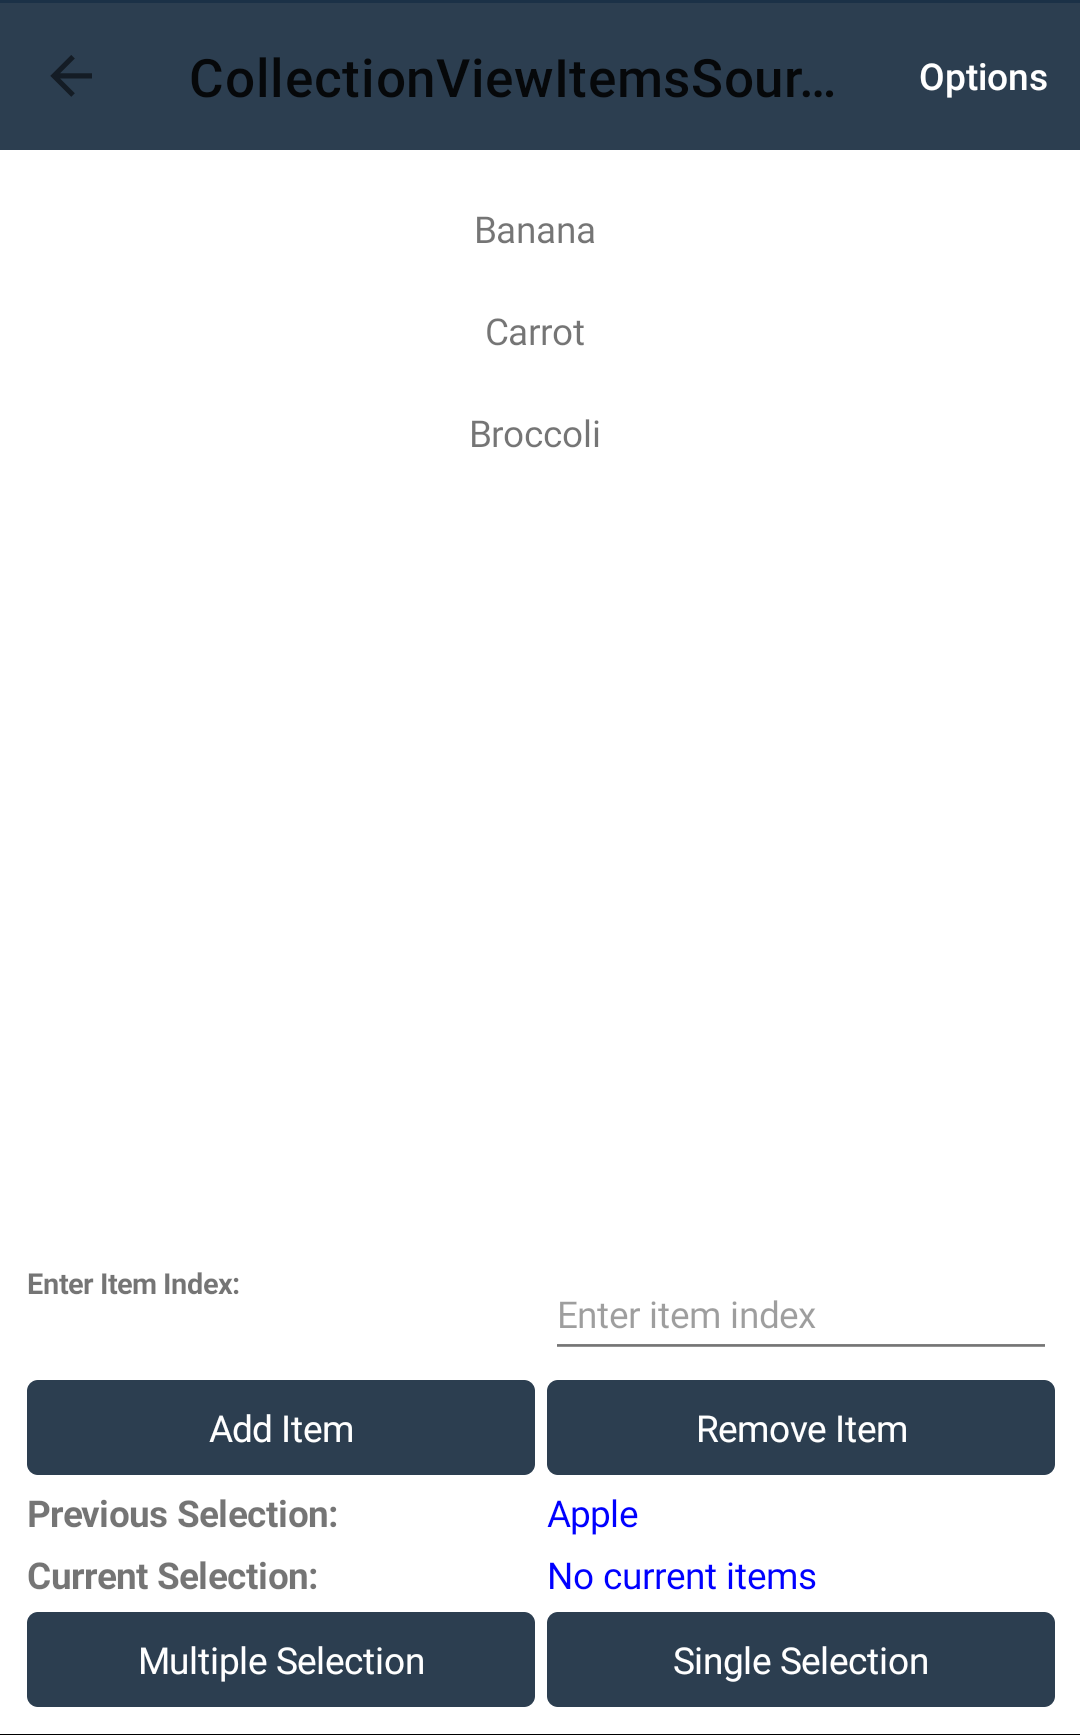 CollectionViewItemsSour... Options
Banana
Carrot
Broccoli
Enter Item Index:
Enter item index
Add Item Remove Item
Previous Selection: Apple
Current Selection: No current items
Multiple Selection Single Selection